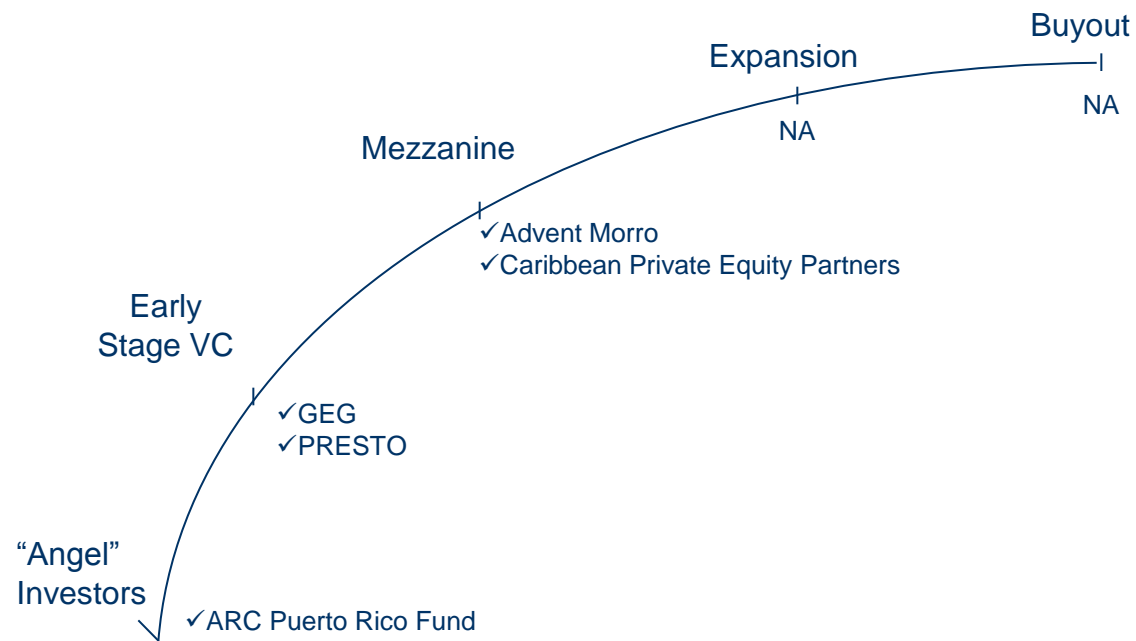 Buyout
Expansion
NA
NA
Mezzanine
✓Advent Morro
✓Caribbean Private Equity Partners
Early
Stage VC
✓GEG
✓PRESTO
“Angel”
Investors
✓ARC Puerto Rico Fund